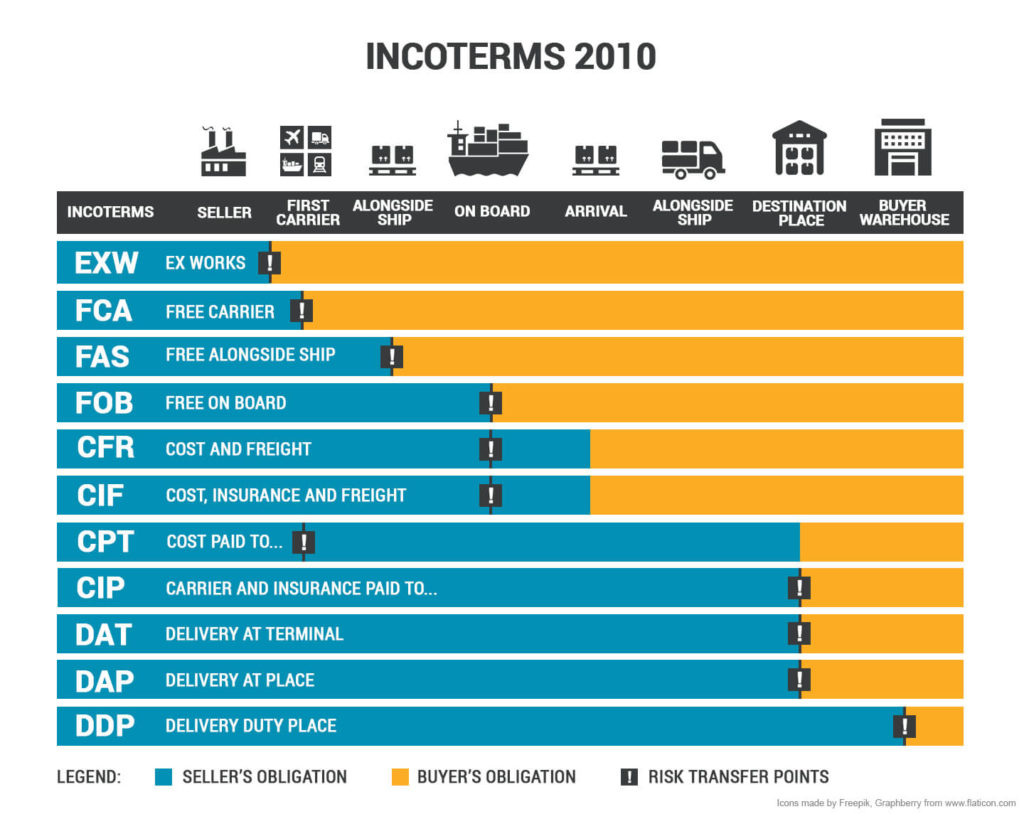 INCOTERMS 2010
INCOTERMS
SELLER
FIRST
CARRIER
ALONGSIDE
SHIP
ON BOARD
ARRIVAL
ALONGSIDE
SHIP
DESTINATION
PLACE
BUYER
WAREHOUSE
EXW EX WORKS !
FCA FREE CARRIER !
FAS FREE ALONGSIDE SHIP !
FOB FREE ON BOARD !
CFR COST AND FREIGHT !
CIF COST, INSURANCE AND FREIGHT !
CPT COST PAID TO... !
CIP CARRIER AND INSURANCE PAID TO... !
DAT DELIVERY AT TERMINAL !
DAP DELIVERY AT PLACE !
DDP DELIVERY DUTY PLACE !
LEGEND: SELLER'S OBLIGATION BUYER'S OBLIGATION ! RISK TRANSFER POINTS
Icons made by Freepik, Graphberry from www.flaticon.com